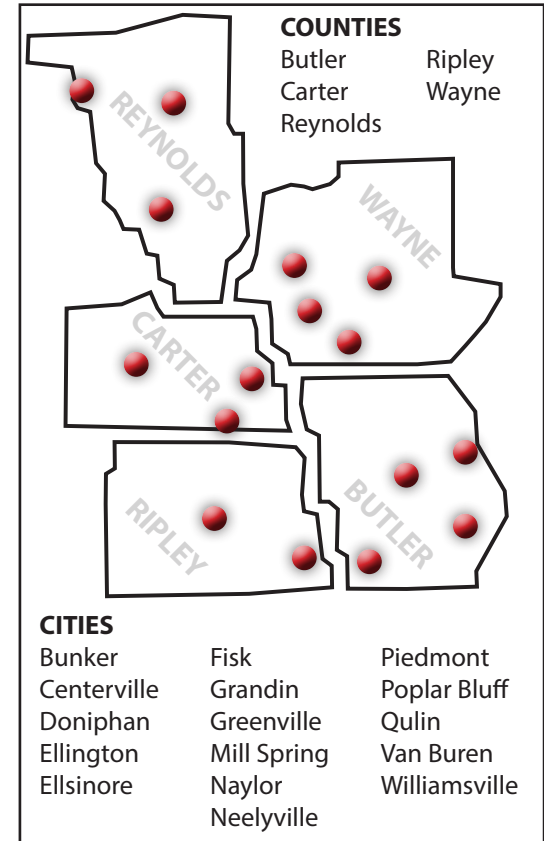 COUNTIES
Butler Ripley
Carter Wayne
Reynolds
REYNOLDS
WAYNE
CARTER
RIPLEY
BUTLER
CITIES
Bunker Fisk Piedmont
Centerville Grandin Poplar Bluff
Doniphan Greenville Qulin
Ellington Mill Spring Van Buren
Ellsinore Naylor Williamsville
Neelyville